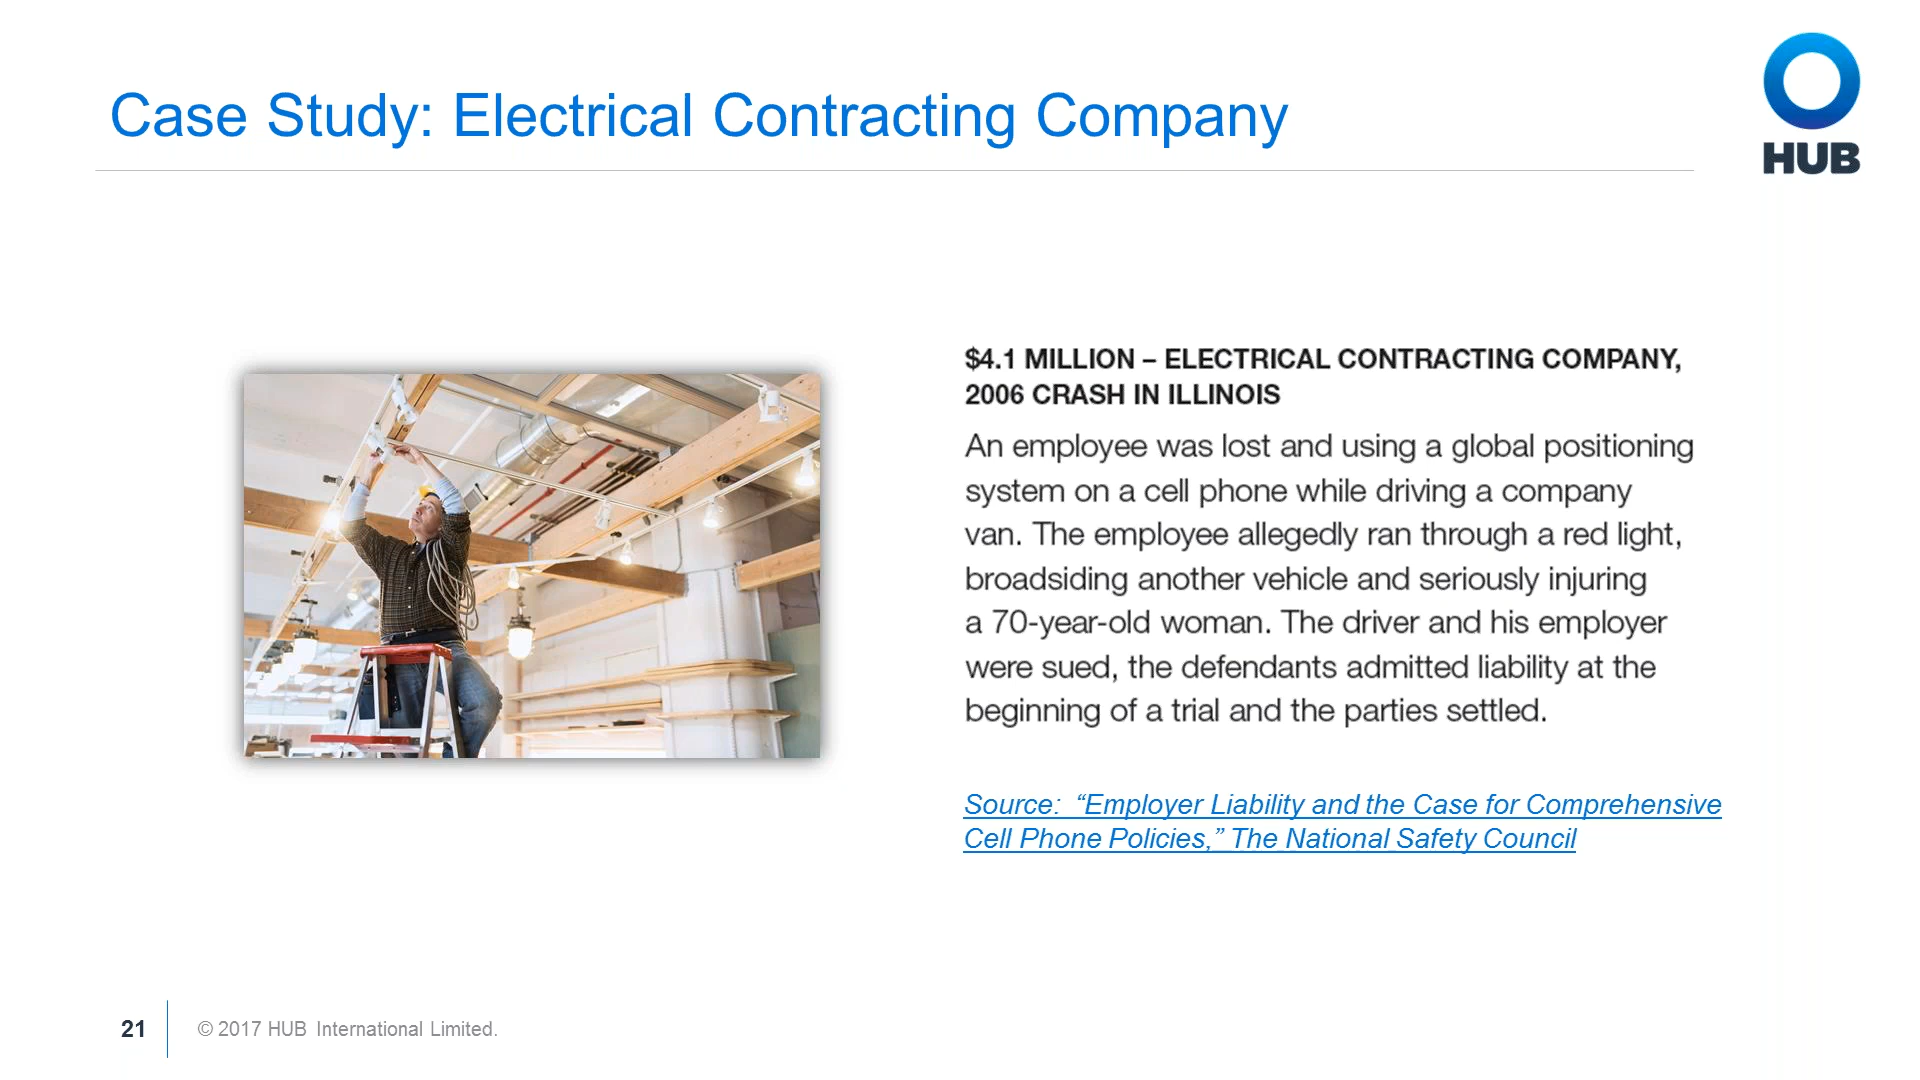 Case Study: Electrical Contracting Company
HUB
$4.1 MILLION – ELECTRICAL CONTRACTING COMPANY,
2006 CRASH IN ILLINOIS
An employee was lost and using a global positioning
system on a cell phone while driving a company
van. The employee allegedly ran through a red light,
broadsiding another vehicle and seriously injuring
a 70-year-old woman. The driver and his employer
were sued, the defendants admitted liability at the
beginning of a trial and the parties settled.
Source: “Employer Liability and the Case for Comprehensive
Cell Phone Policies,” The National Safety Council
21
© 2017 HUB International Limited.